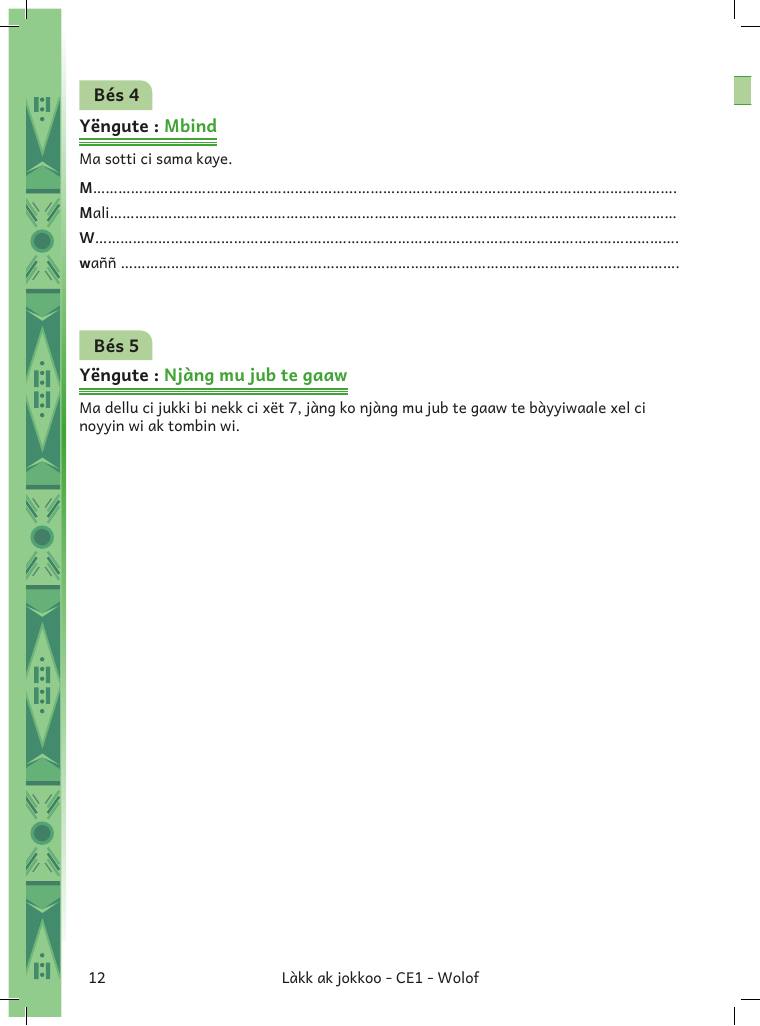 Bés 4
Yëngute : Mbind
Ma sotti ci sama kaye.
M..............................................................................................................................................
Mali..........................................................................................................................................
W..............................................................................................................................................
waññ ........................................................................................................................................
Bés 5
Yëngute : Njàng mu jub te gaaw
Ma dellu ci jukki bi nekk ci xët 7, jàng ko njàng mu jub te gaaw te bàyyiwaale xel ci
noyyin wi ak tombin wi.
12
Làkk ak jokkoo - CE1 - Wolof